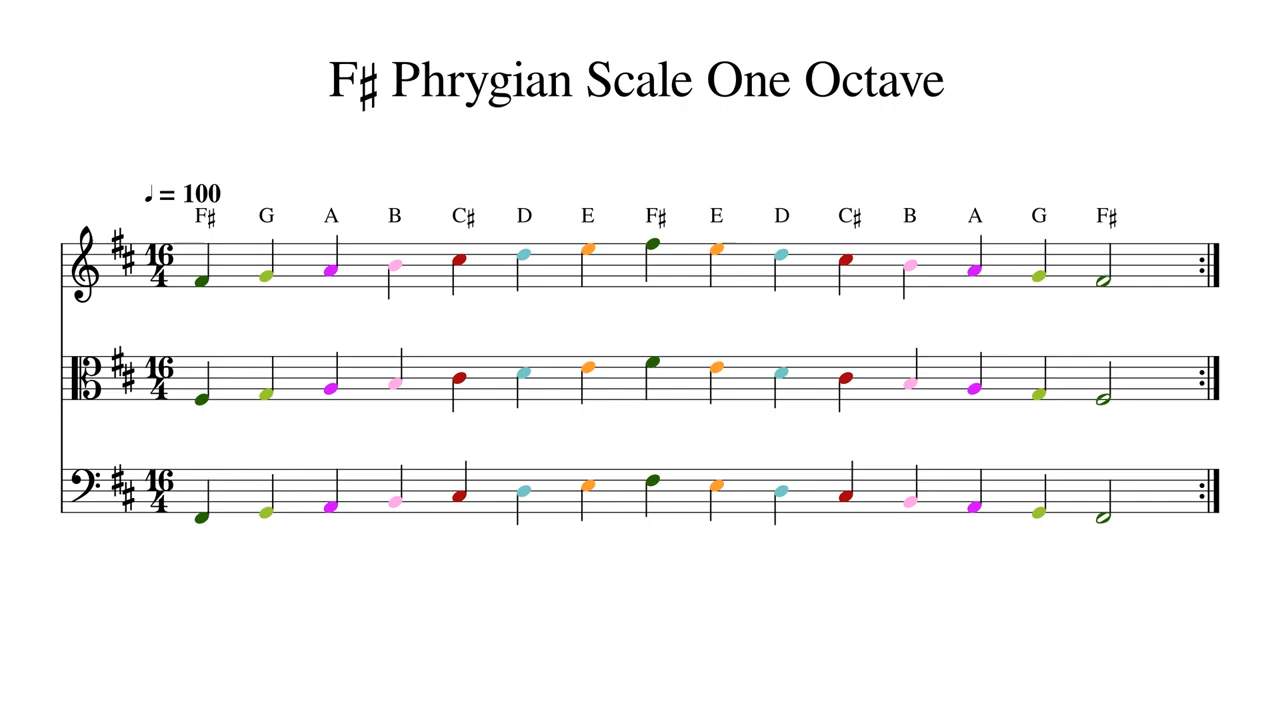 F♯ Phrygian Scale One Octave
♩ = 100
F♯ G A B C♯ D E F♯ E D C♯ B A G F♯
16
4
16
4
16
4